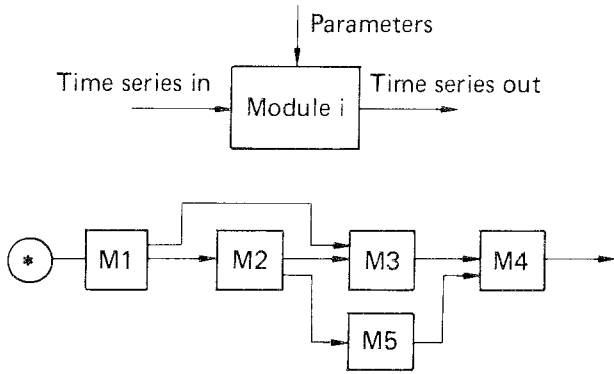 Parameters
Time series in
Module i
Time series out
*
M1
M2
M3
M4
M5